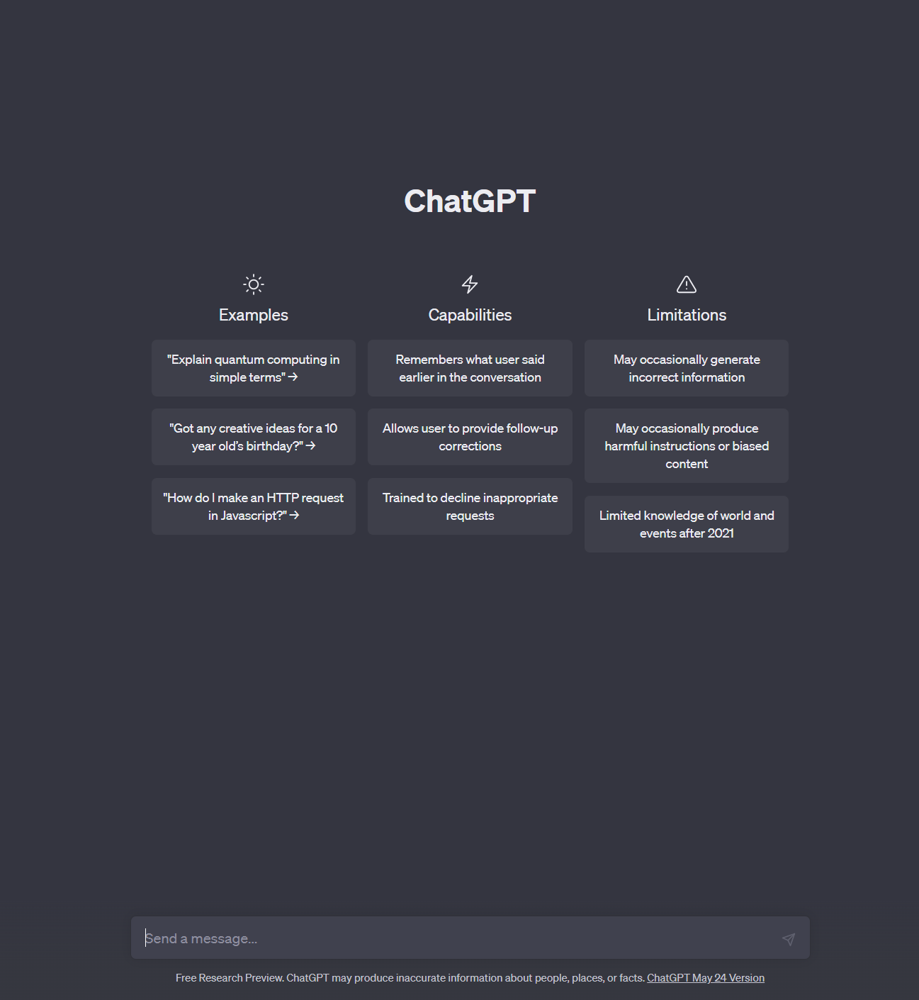 ChatGPT
Examples
"Explain quantum computing in
simple terms" →
"Got any creative ideas for a 10
year old’s birthday?" →
"How do I make an HTTP request
in Javascript?" →
Capabilities
Remembers what user said
earlier in the conversation
Allows user to provide follow-up
corrections
Trained to decline inappropriate
requests
Limitations
May occasionally generate
incorrect information
May occasionally produce
harmful instructions or biased
content
Limited knowledge of world and
events after 2021
Send a message...
Free Research Preview. ChatGPT may produce inaccurate information about people, places, or facts. ChatGPT May 24 Version